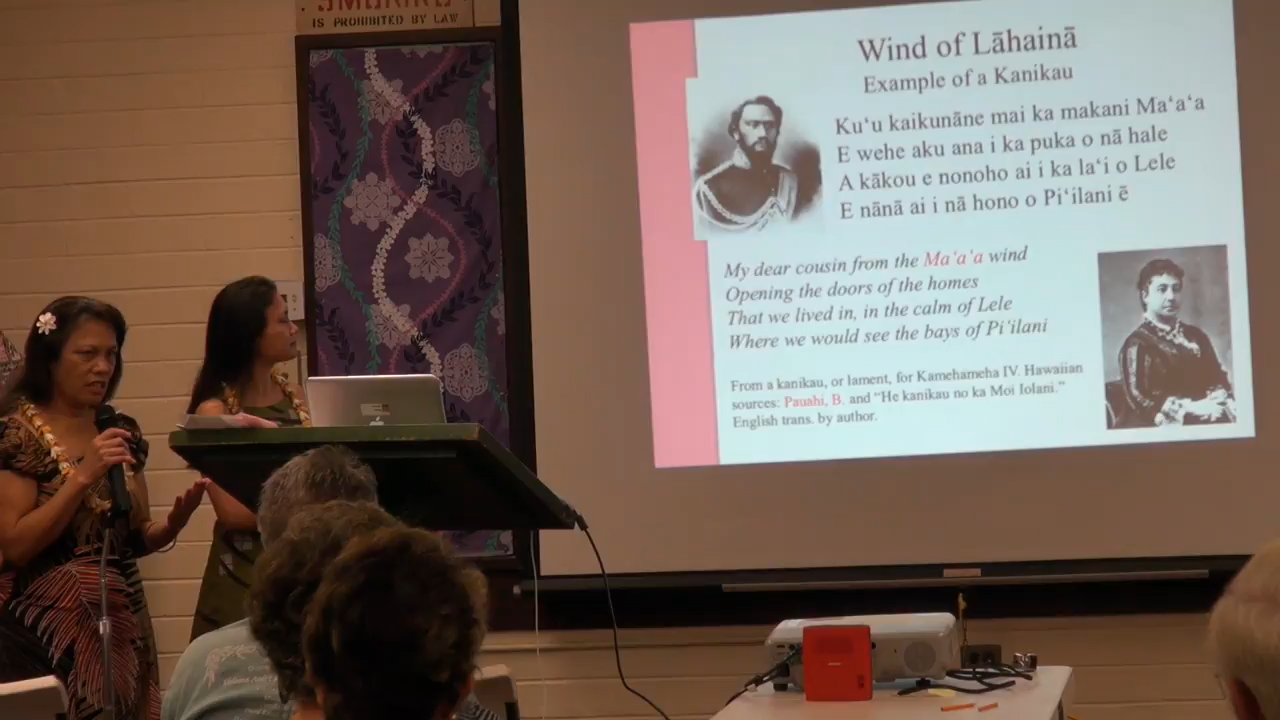 SMOKING
IS PROHIBITED BY LAW
Wind of Lāhainā
Example of a Kanikau
Kuʻu kaikunāne mai ka makani Maʻaʻa
E wehe aku ana i ka puka o nā hale
A kākou e nonoho ai i ka laʻi o Lele
E nānā ai i nā hono o Piʻilani ē
My dear cousin from the Maʻaʻa wind
Opening the doors of the homes
That we lived in, in the calm of Lele
Where we would see the bays of Piʻilani
From a kanikau, or lament, for Kamehameha IV. Hawaiian
sources: Pauahi, B. and “He kanikau no ka Moi Iolani.”
English trans. by author.